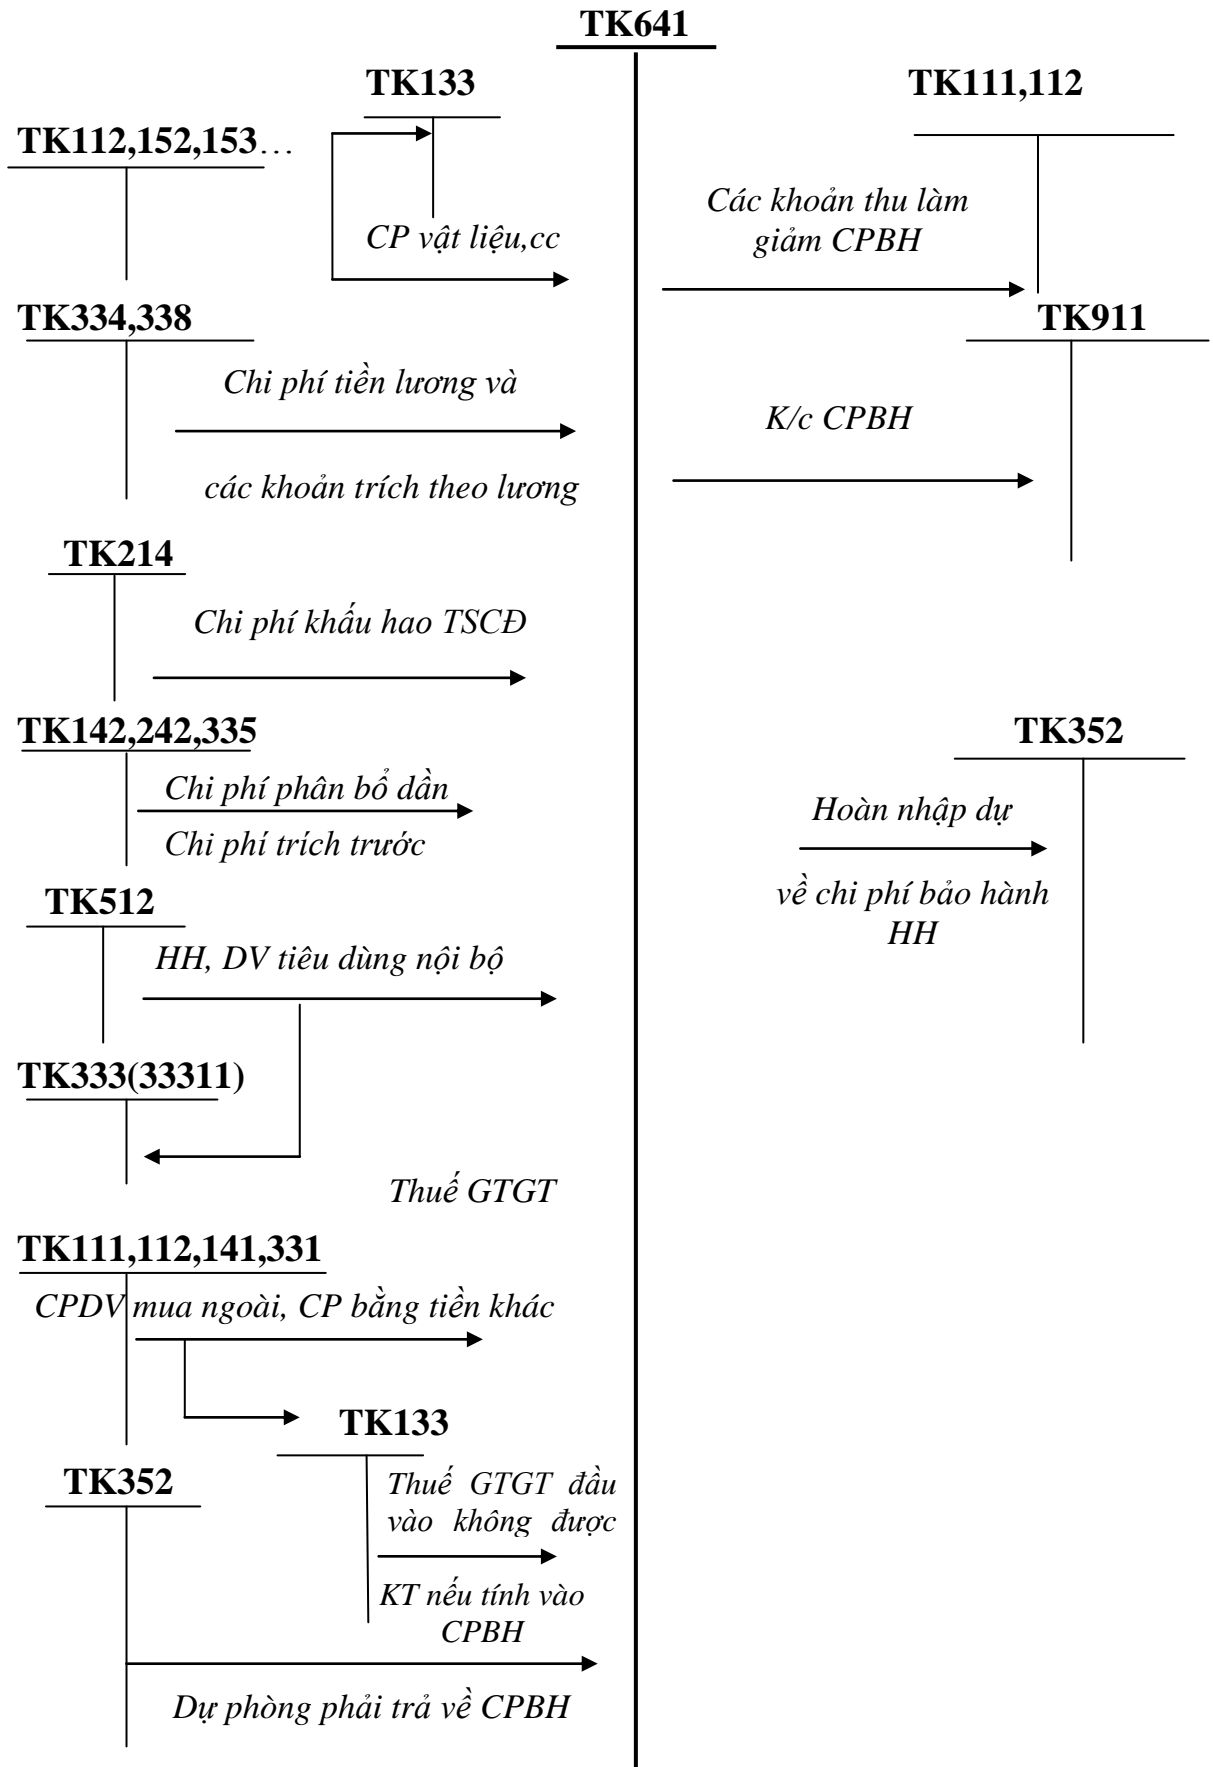 TK641
TK133
TK111,112
TK112,152,153…
Các khoản thu làm
giảm CPBH
CP vật liệu,cc
TK334,338
TK911
Chi phí tiền lương và
K/c CPBH
các khoản trích theo lương
TK214
Chi phí khấu hao TSCĐ
TK142,242,335
TK352
Chi phí phân bổ dần
Hoàn nhập dự
Chi phí trích trước
về chi phí bảo hành
HH
TK512
HH, DV tiêu dùng nội bộ
TK333(33311)
Thuế GTGT
TK111,112,141,331
CPDV mua ngoài, CP bằng tiền khác
TK133
TK352
Thuế GTGT đầu
vào không được
KT nếu tính vào
CPBH
Dự phòng phải trả về CPBH